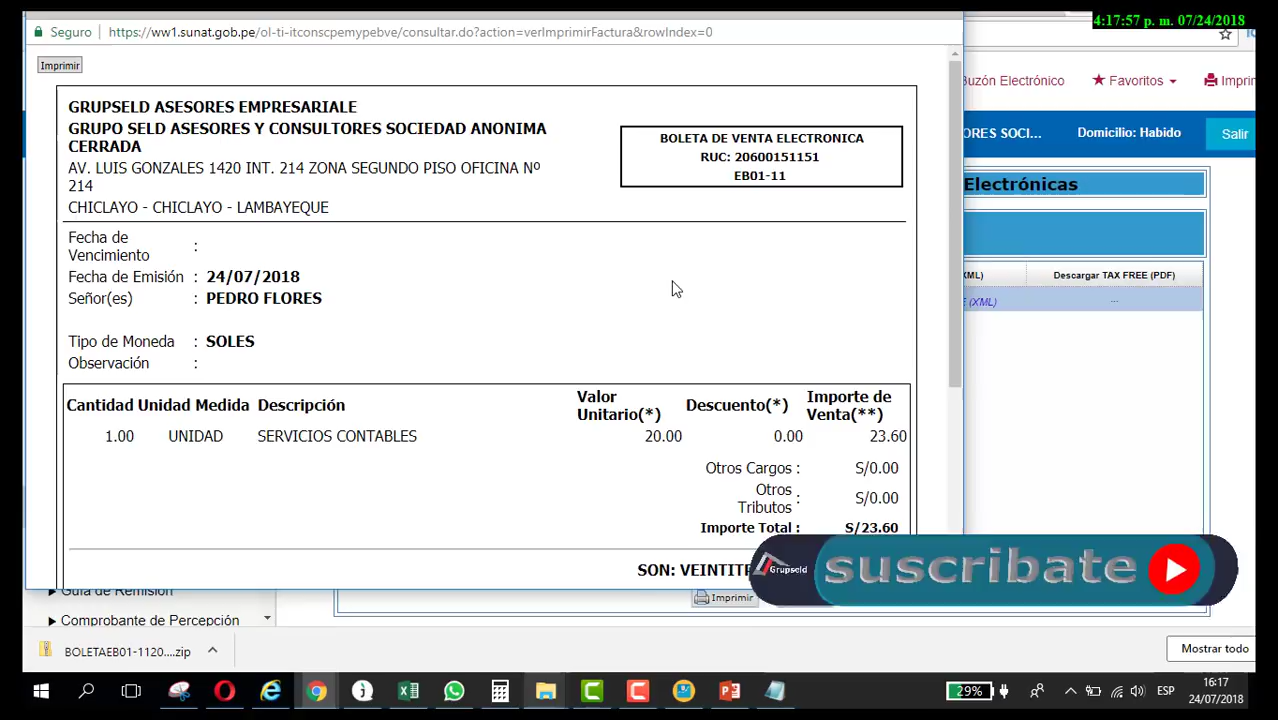 4:17:57 p. m. 07/24/2018
Seguro
https://ww1.sunat.gob.pe/ol-ti-itconscpemypebve/consultar.do?action=verImprimirFactura&rowIndex=0
Imprimir
Buzón Electrónico
Favoritos
GRUPSELD ASESORES EMPRESARIALE
GRUPO SELD ASESORES Y CONSULTORES SOCIEDAD ANONIMA
CERRADA
AV. LUIS GONZALES 1420 INT. 214 ZONA SEGUNDO PISO OFICINA Nº
214
CHICLAYO - CHICLAYO - LAMBAYEQUE
BOLETA DE VENTA ELECTRONICA
RUC: 20600151151
EB01-11
ORES SOCI...
Domicilio: Habido
Salir
Electrónicas
(ML)
Descargar TAX FREE (PDF)
E (XML)
...
Fecha de
Vencimiento :
Fecha de Emisión : 24/07/2018
Señor(es) : PEDRO FLORES
Tipo de Moneda : SOLES
Observación :
Cantidad Unidad Medida Descripción Valor Unitario(*) Descuento(*) Importe de Venta(**)
1.00 UNIDAD SERVICIOS CONTABLES 20.00 0.00 23.60
Otros Cargos : S/0.00
Otros
Tributos : S/0.00
Importe Total : S/23.60
SON: VEINTIT
Grupseld
suscribate
Guía de Remisión
Imprimir
Comprobante de Percepción
BOLETAEB01-1120....zip
Mostrar todo
29%
ESP
16:17
24/07/2018